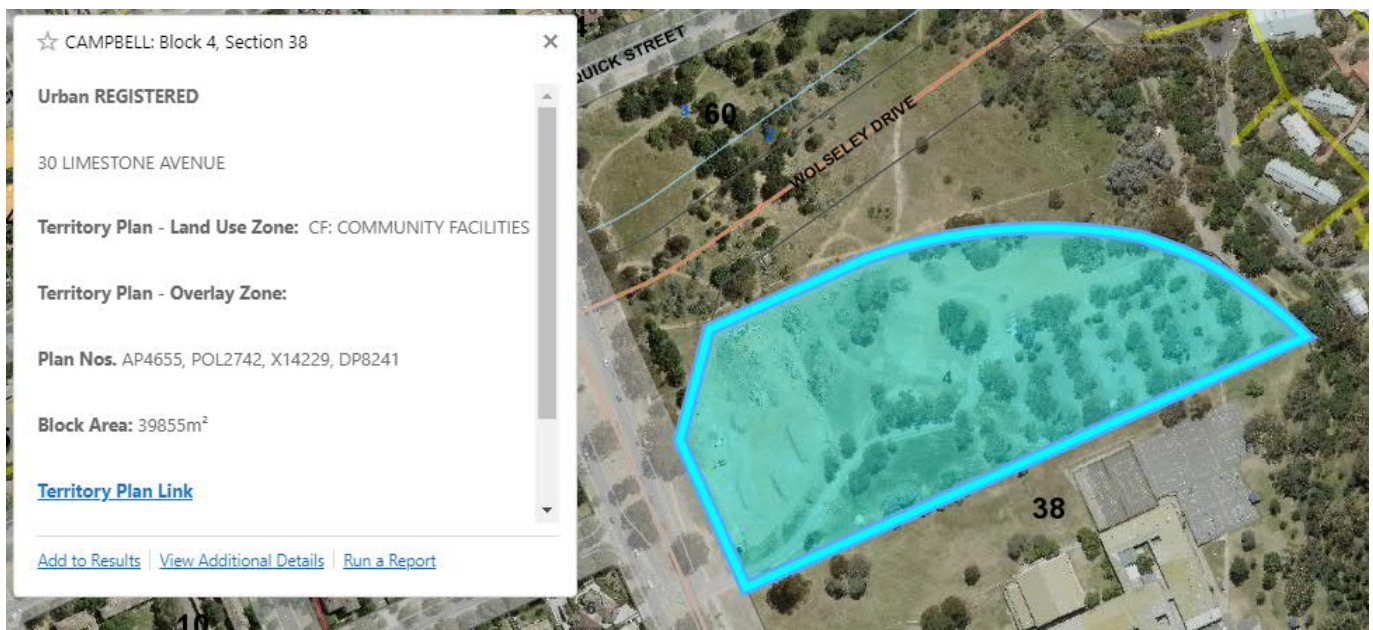 CAMPBELL: Block 4, Section 38
Urban REGISTERED
30 LIMESTONE AVENUE
Territory Plan - Land Use Zone: CF: COMMUNITY FACILITIES
Territory Plan - Overlay Zone:
Plan Nos. AP4655, POL2742, X14229, DP8241
Block Area: 39855m²
Territory Plan Link
Add to Results
View Additional Details
Run a Report
QUICK STREET
60
2
WOLSELEY DRIVE
4
38
10